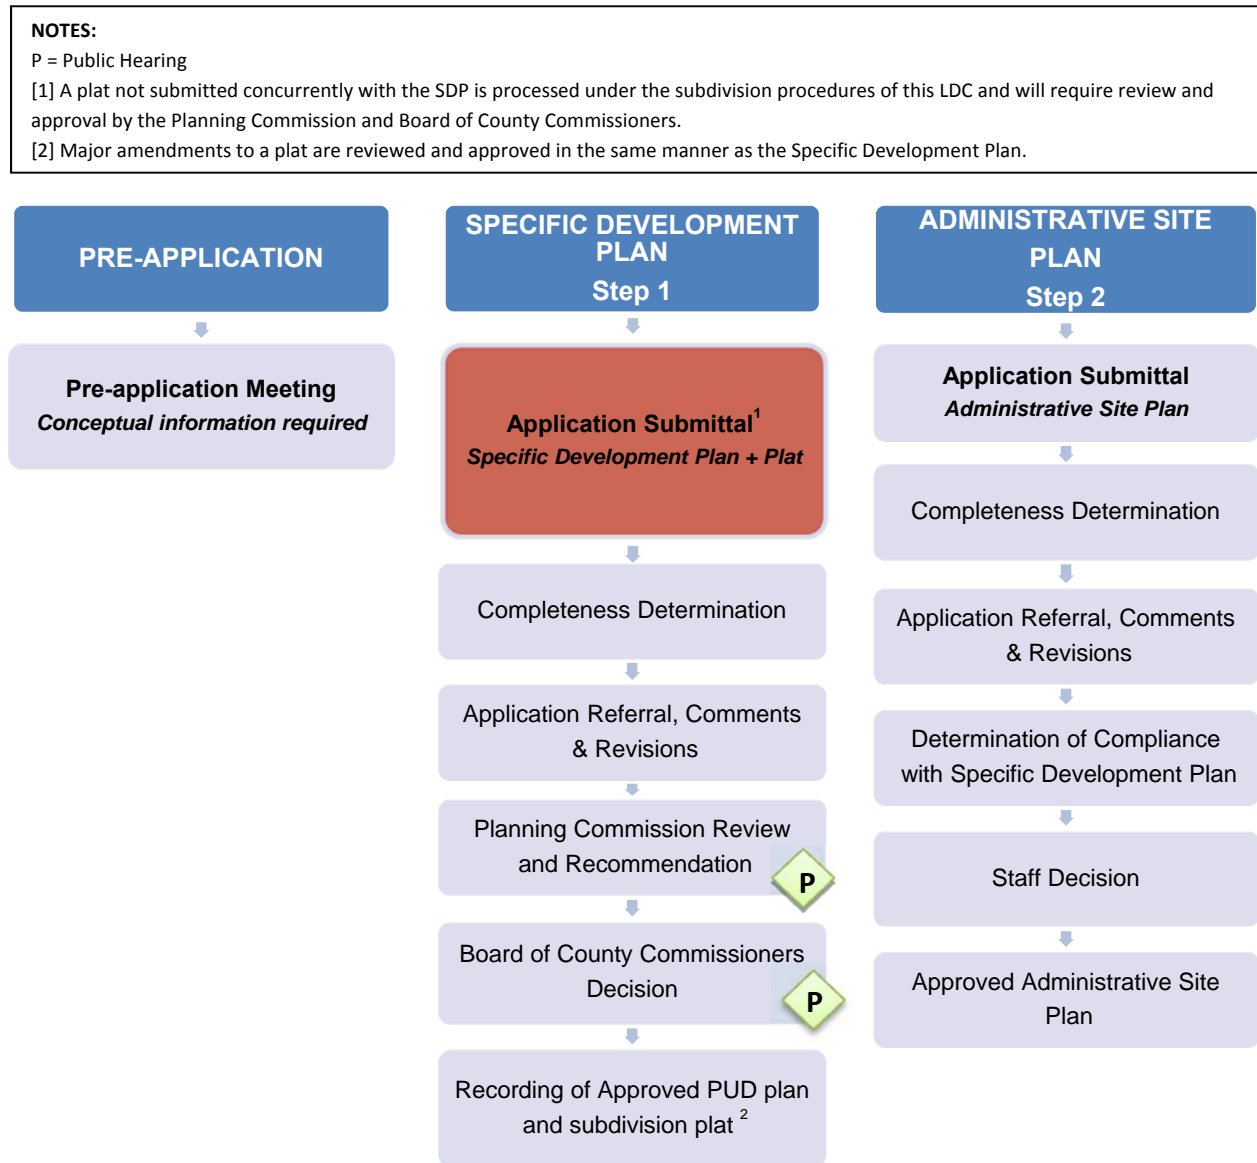 NOTES:
P = Public Hearing
[1] A plat not submitted concurrently with the SDP is processed under the subdivision procedures of this LDC and will require review and
approval by the Planning Commission and Board of County Commissioners.
[2] Major amendments to a plat are reviewed and approved in the same manner as the Specific Development Plan.
PRE-APPLICATION
Pre-application Meeting
Conceptual information required
SPECIFIC DEVELOPMENT
PLAN
Step 1
Application Submittal1
Specific Development Plan + Plat
Completeness Determination
Application Referral, Comments
& Revisions
Planning Commission Review
and Recommendation
P
Board of County Commissioners
Decision
P
Recording of Approved PUD plan
and subdivision plat 2
ADMINISTRATIVE SITE
PLAN
Step 2
Application Submittal
Administrative Site Plan
Completeness Determination
Application Referral, Comments
& Revisions
Determination of Compliance
with Specific Development Plan
Staff Decision
Approved Administrative Site
Plan